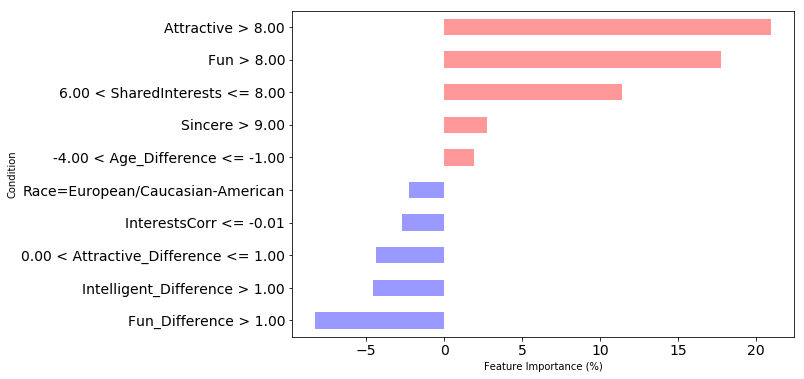 Attractive > 8.00
Fun > 8.00
6.00 < SharedInterests <= 8.00
Sincere > 9.00
-4.00 < Age_Difference <= -1.00
Race=European/Caucasian-American
InterestsCorr <= -0.01
0.00 < Attractive_Difference <= 1.00
Intelligent_Difference > 1.00
Fun_Difference > 1.00
Condition
−5 0 5 10 15 20
Feature Importance (%)